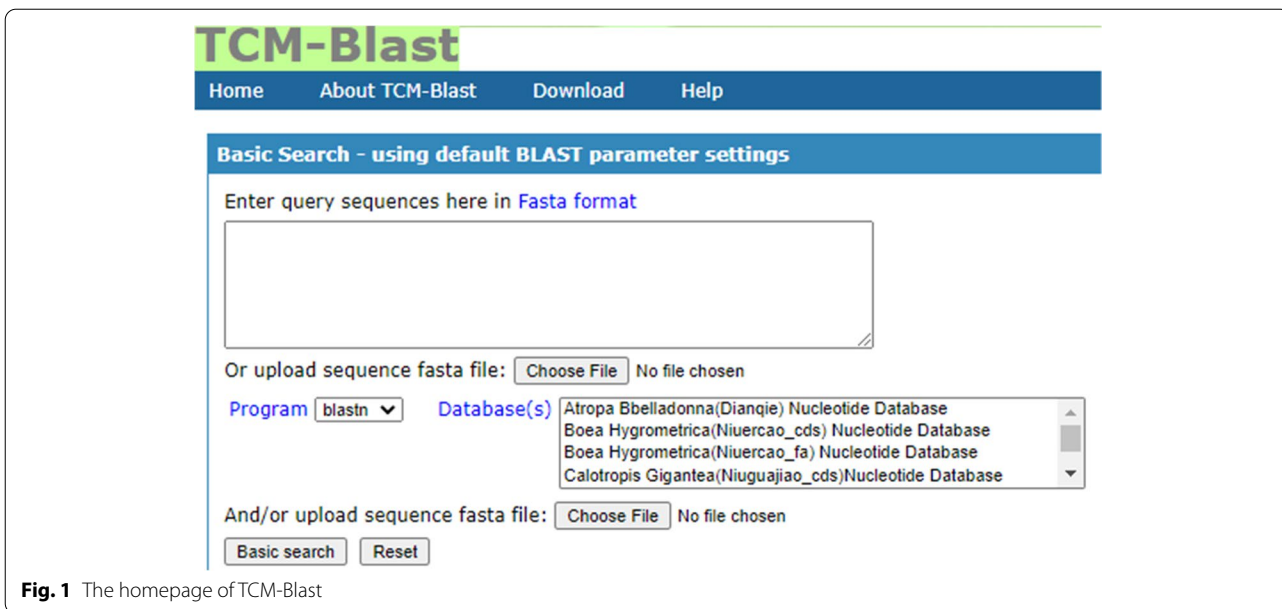 TCM-Blast
Home About TCM-Blast Download Help
Basic Search - using default BLAST parameter settings
Enter query sequences here in Fasta format
Or upload sequence fasta file: Choose File No file chosen
Program blastn Database(s)
Atropa Bbelladonna(Dianqie) Nucleotide Database
Boea Hygrometrica(Niuercao_cds) Nucleotide Database
Boea Hygrometrica(Niuercao_fa) Nucleotide Database
Calotropis Gigantea(Niuguajiao_cds)Nucleotide Database
And/or upload sequence fasta file: Choose File No file chosen
Basic search Reset
Fig. 1 The homepage of TCM-Blast